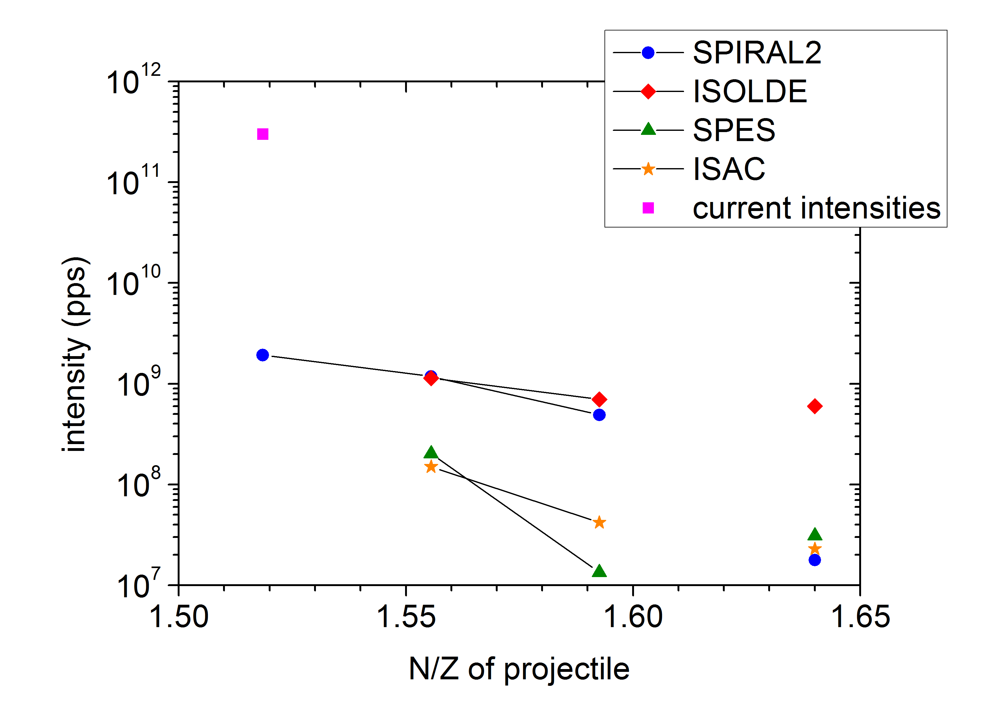 SPIRAL2
ISOLDE
SPES
ISAC
current intensities
10^12
10^11
10^10
10^9
10^8
10^7
intensity (pps)
1.50 1.55 1.60 1.65
N/Z of projectile